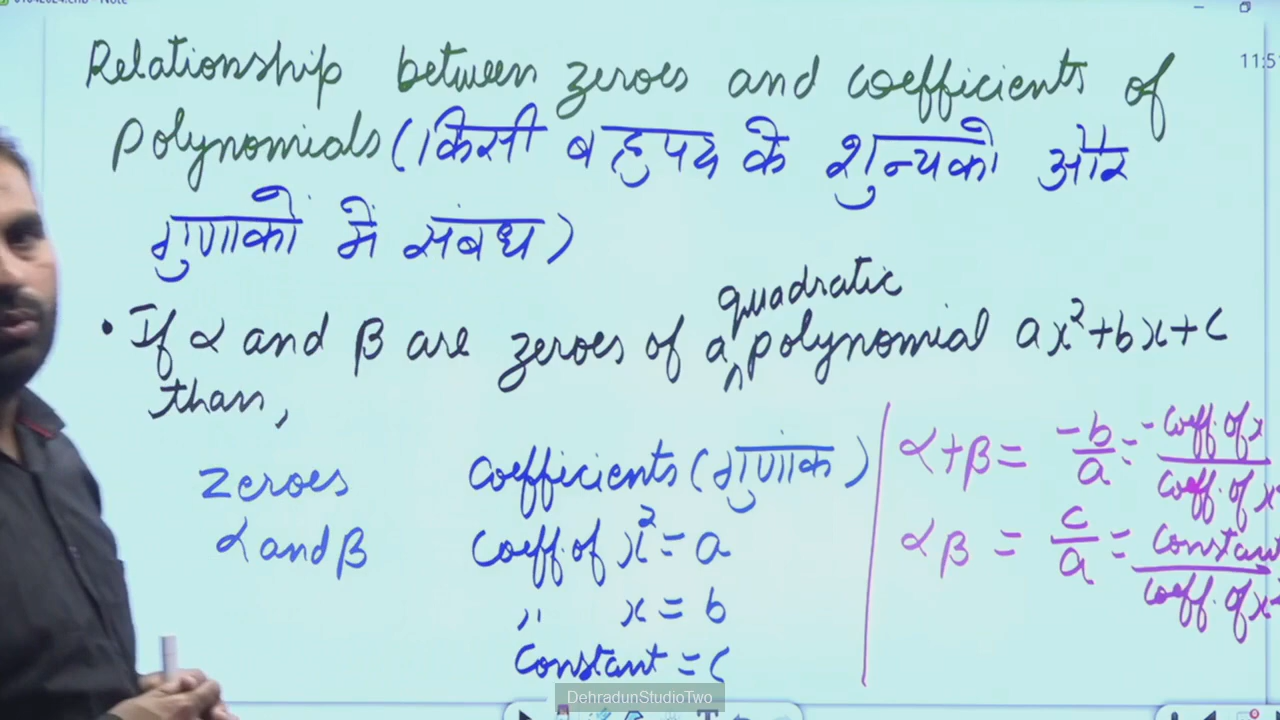 Relationship between zeroes and coefficients of
Polynomials (किसी बहुपद के शुन्यको और
गुणांको में संबंध)
• If α and β are zeroes of a quadratic polynomial ax²+bx+c
than,
zeroes
α and β
Coefficients (गुणांक)
Coeff. of x² = a
,, x = b
Constant = c
α+β = -b/a = -Coeff. of x/Coeff. of x²
αβ = c/a = Constant/Coeff. of x²
11:5
DehradunStudioTwo